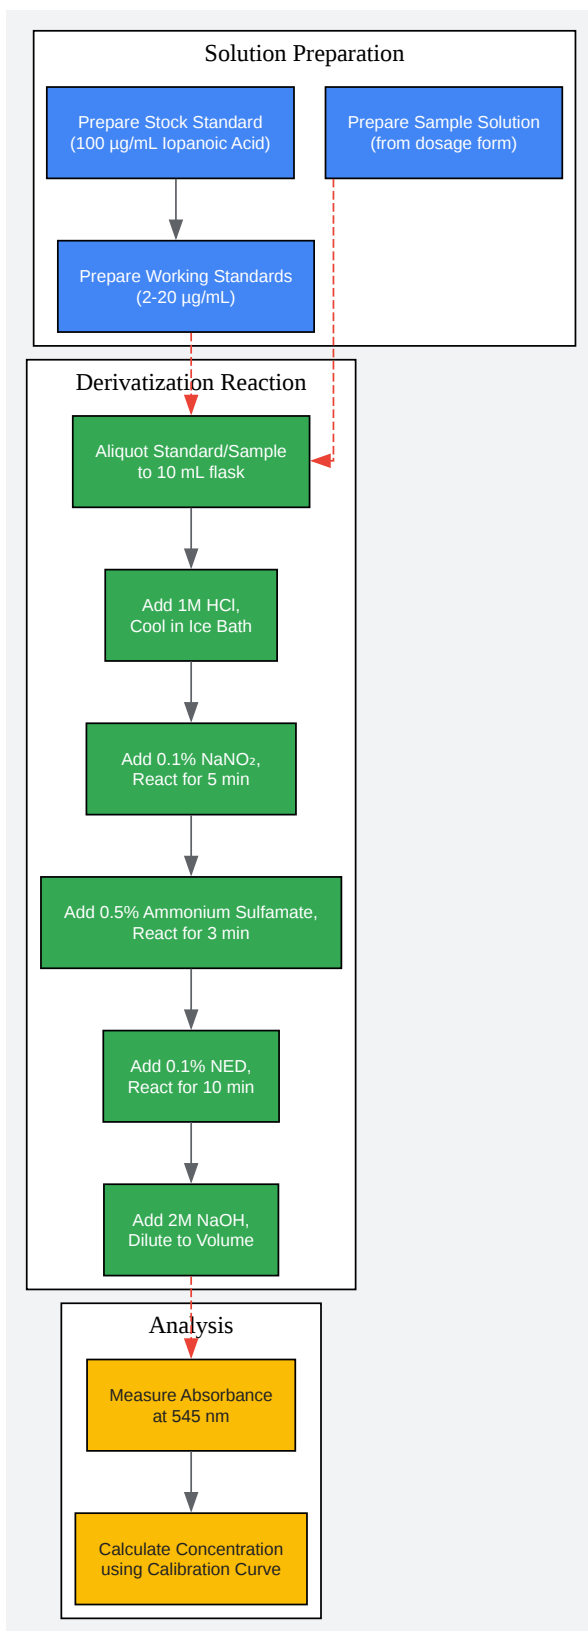 Solution Preparation
Prepare Stock Standard
(100 µg/mL Iopanoic Acid)
Prepare Sample Solution
(from dosage form)
Prepare Working Standards
(2-20 µg/mL)
Derivatization Reaction
Aliquot Standard/Sample
to 10 mL flask
Add 1M HCl,
Cool in Ice Bath
Add 0.1% NaNO₂,
React for 5 min
Add 0.5% Ammonium Sulfamate,
React for 3 min
Add 0.1% NED,
React for 10 min
Add 2M NaOH,
Dilute to Volume
Analysis
Measure Absorbance
at 545 nm
Calculate Concentration
using Calibration Curve